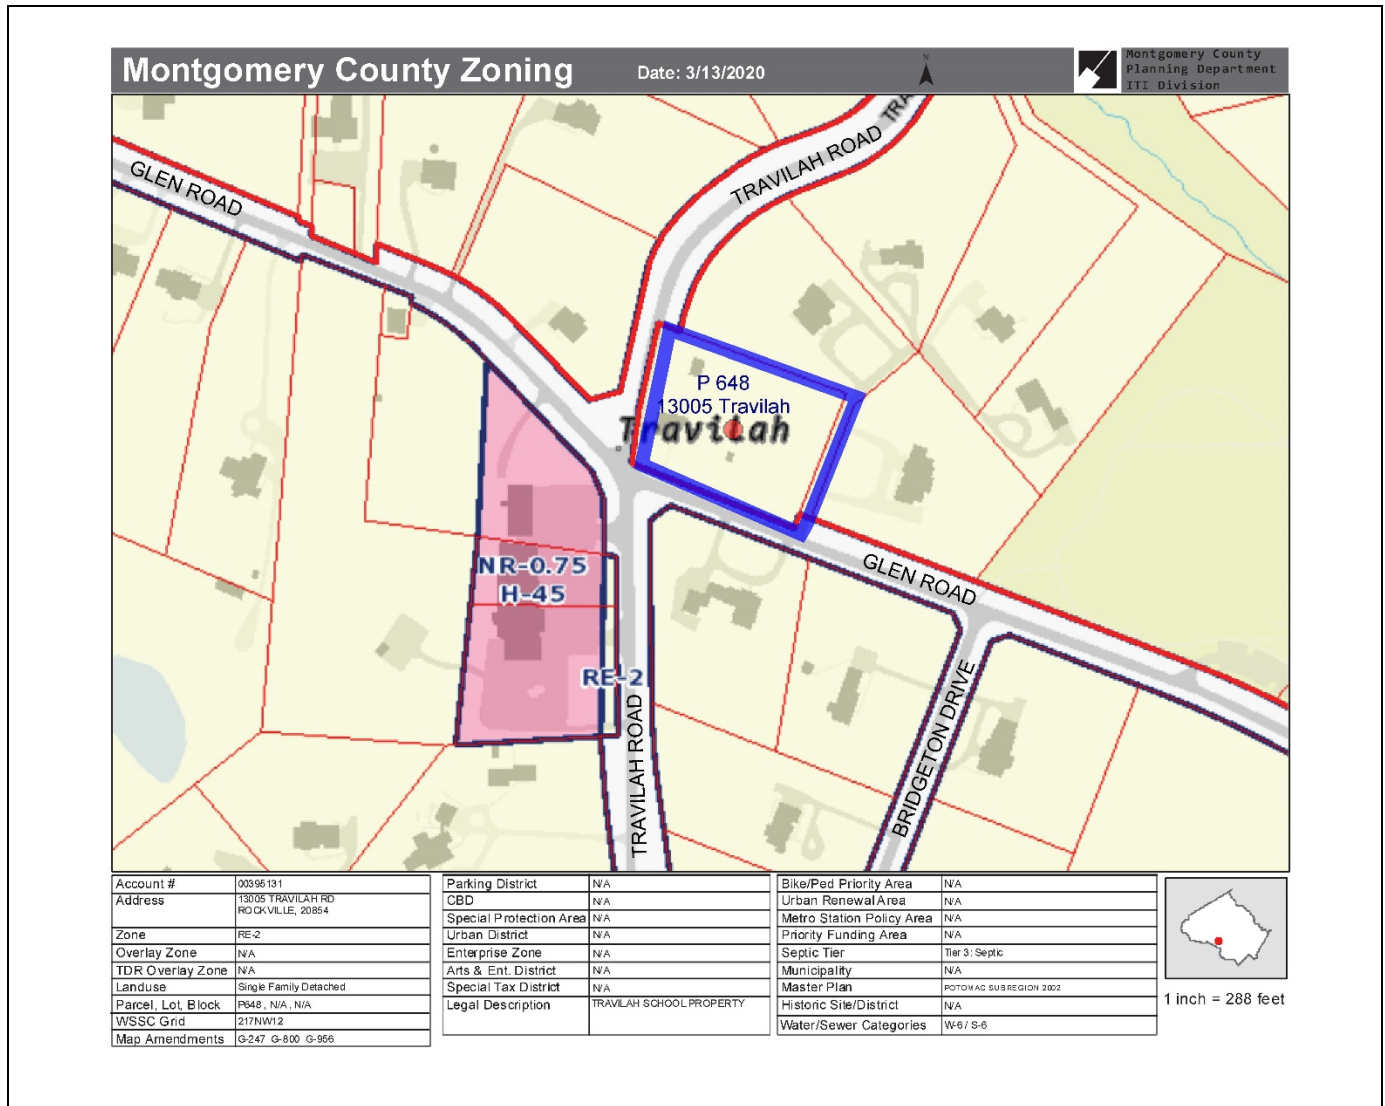 Montgomery County Zoning
Date: 3/13/2020
N
Montgomery County
Planning Department
ITI Division
GLEN ROAD
TRAVILAH ROAD
TRA
P 648
13005 Travilah
Travilah
NR-0.75
H-45
RE-2
GLEN ROAD
TRAVILAH ROAD
BRIDGETON DRIVE
Account # 00395131
Address 13005 TRAVILAH RD
ROCKVILLE, 20854
Zone RE-2
Overlay Zone N/A
TDR Overlay Zone N/A
Landuse Single Family Detached
Parcel, Lot, Block P648, N/A, N/A
WSSC Grid 217NW12
Map Amendments G-247 G-800 G-956
Parking District N/A
CBD N/A
Special Protection Area N/A
Urban District N/A
Enterprise Zone N/A
Arts & Ent. District N/A
Special Tax District N/A
Legal Description TRAVILAH SCHOOL PROPERTY
Bike/Ped Priority Area N/A
Urban Renewal Area N/A
Metro Station Policy Area N/A
Priority Funding Area N/A
Septic Tier Tier 3: Septic
Municipality N/A
Master Plan POTOMAC SUBREGION 2002
Historic Site/District N/A
Water/Sewer Categories W-6 / S-6
1 inch = 288 feet